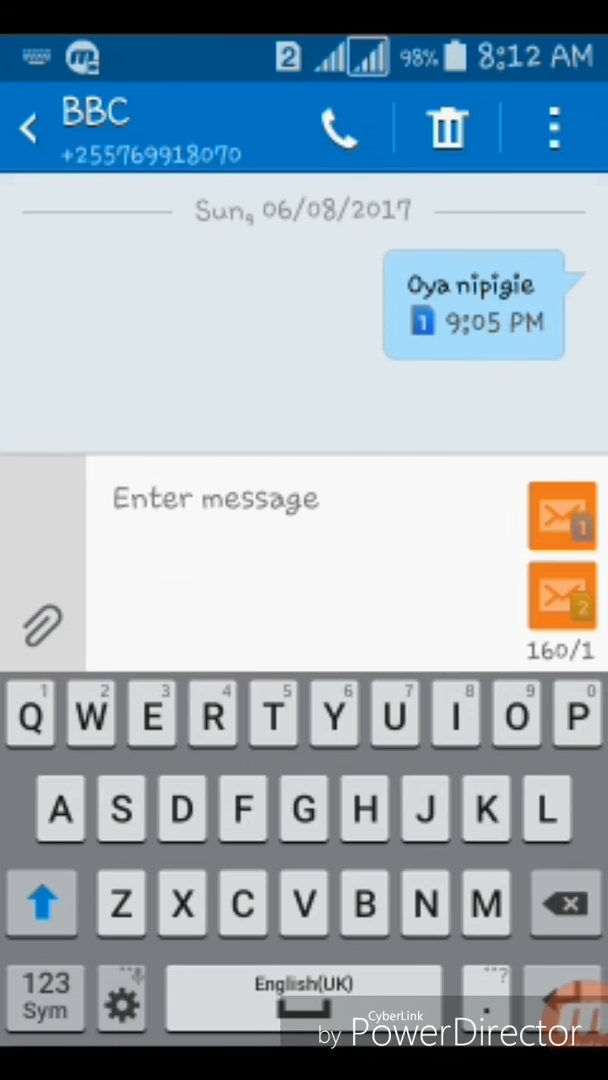 2 98% 8:12 AM
BBC
+255769918070
Sun, 06/08/2017
Oya nipigie
1 9:05 PM
Enter message
1
2
160/1
1 2 3 4 5 6 7 8 9 0
Q W E R T Y U I O P
A S D F G H J K L
Z X C V B N M
123
Sym
English(UK)
. ?
CyberLink
by PowerDirector